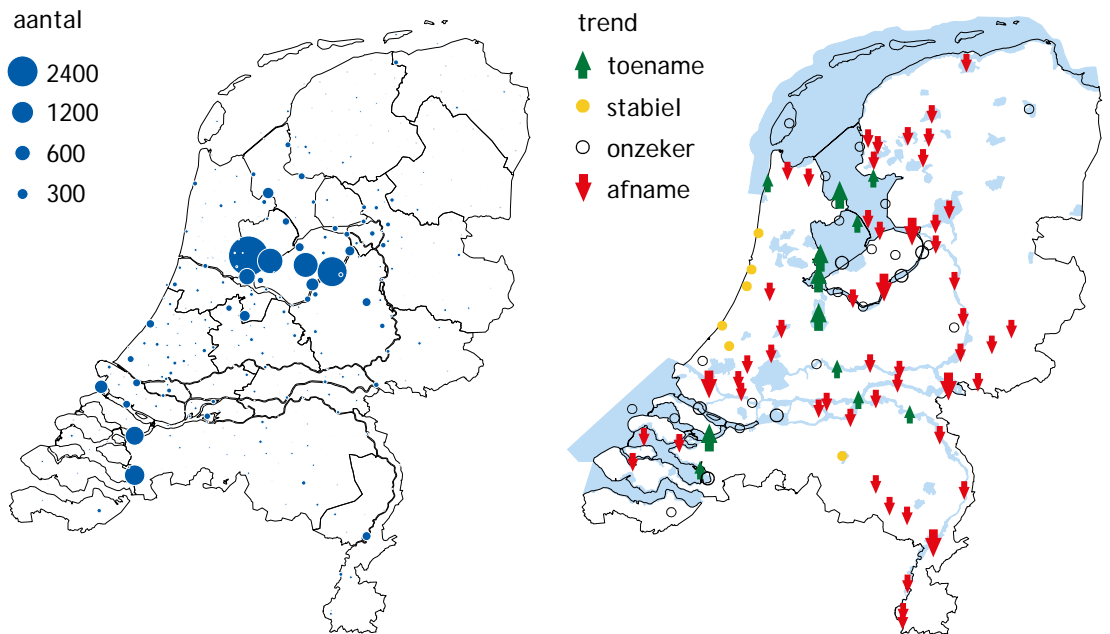 aantal
2400
1200
600
300
trend
toename
stabiel
onzeker
afname